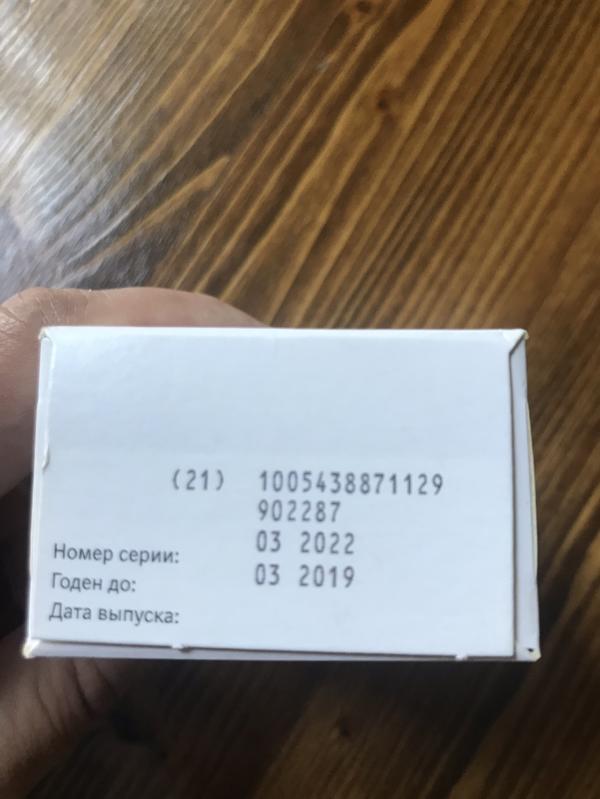 (21) 1005438871129
Номер серии: 902287
Годен до: 03 2022
Дата выпуска: 03 2019